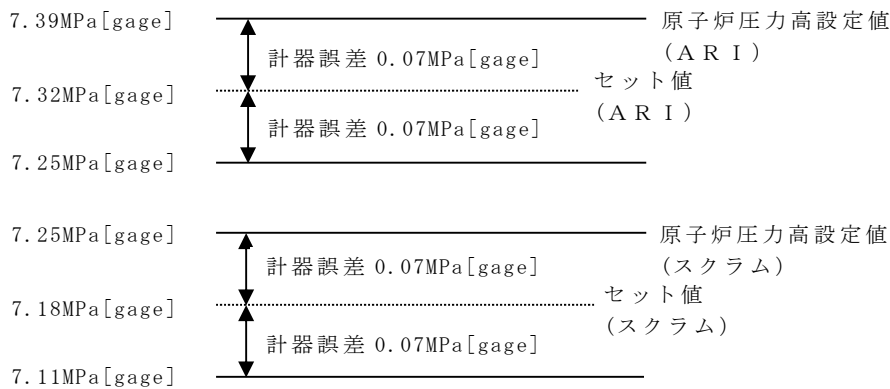 7.39MPa[gage]
原子炉圧力高設定値
(ＡＲＩ)
計器誤差 0.07MPa[gage]
7.32MPa[gage]
セット値
(ＡＲＩ)
計器誤差 0.07MPa[gage]
7.25MPa[gage]
7.25MPa[gage]
原子炉圧力高設定値
(スクラム)
計器誤差 0.07MPa[gage]
7.18MPa[gage]
セット値
(スクラム)
計器誤差 0.07MPa[gage]
7.11MPa[gage]